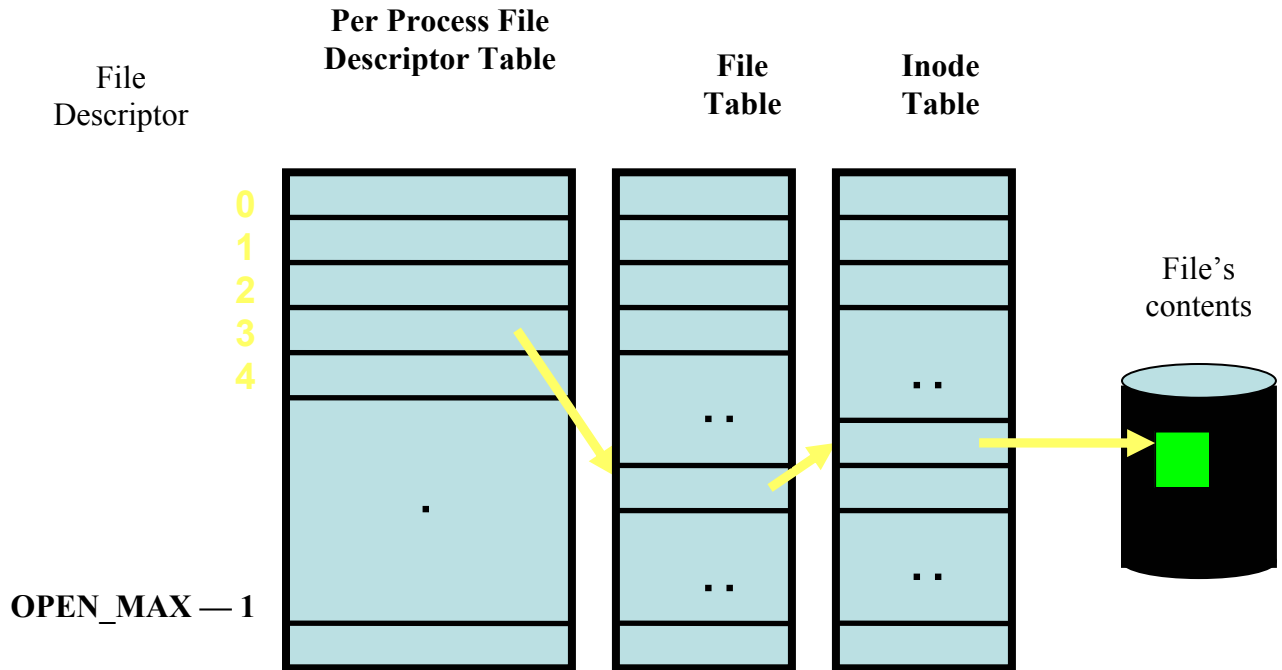 Per Process File
Descriptor Table
File
Descriptor
File
Table
Inode
Table
0
1
2
3
4
File’s
contents
..
..
.
..
..
OPEN_MAX — 1